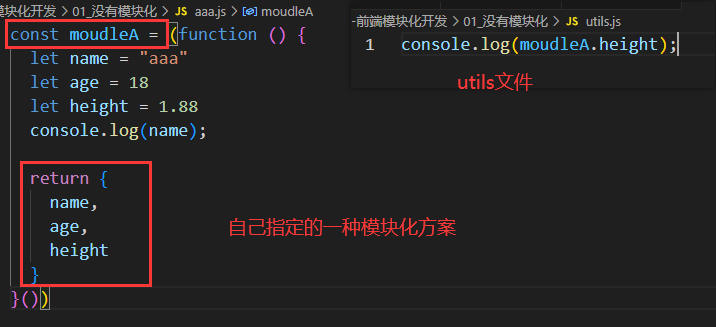 块化开发 > 01_没有模块化 > JS aaa.js > moudleA
const moudleA = (function () {
let name = "aaa"
let age = 18
let height = 1.88
console.log(name);
return {
name,
age,
height
}
}())
-前端模块化开发 > 01_没有模块化 > JS utils.js
1 console.log(moudleA.height);
utils文件
自己指定的一种模块化方案